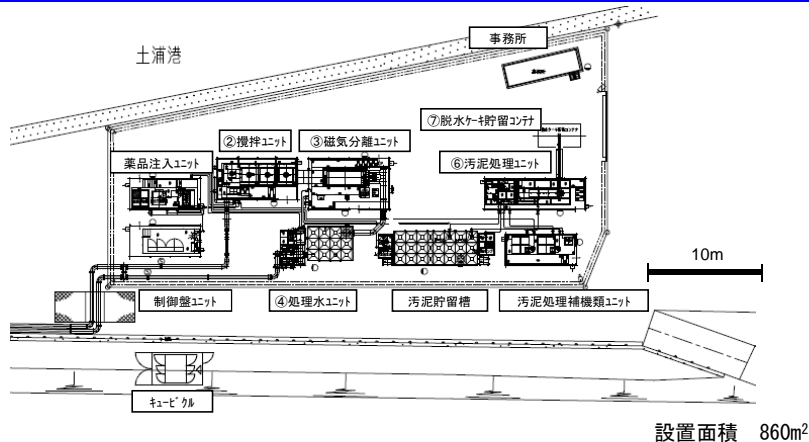 事務所
土浦港
⑦脱水ケーキ貯留コンテナ
②攪拌ユニット
③磁気分離ユニット
薬品注入ユニット
⑥汚泥処理ユニット
10m
制御盤ユニット
④処理水ユニット
汚泥貯留槽
汚泥処理補機類ユニット
キュービクル
設置面積 860m²